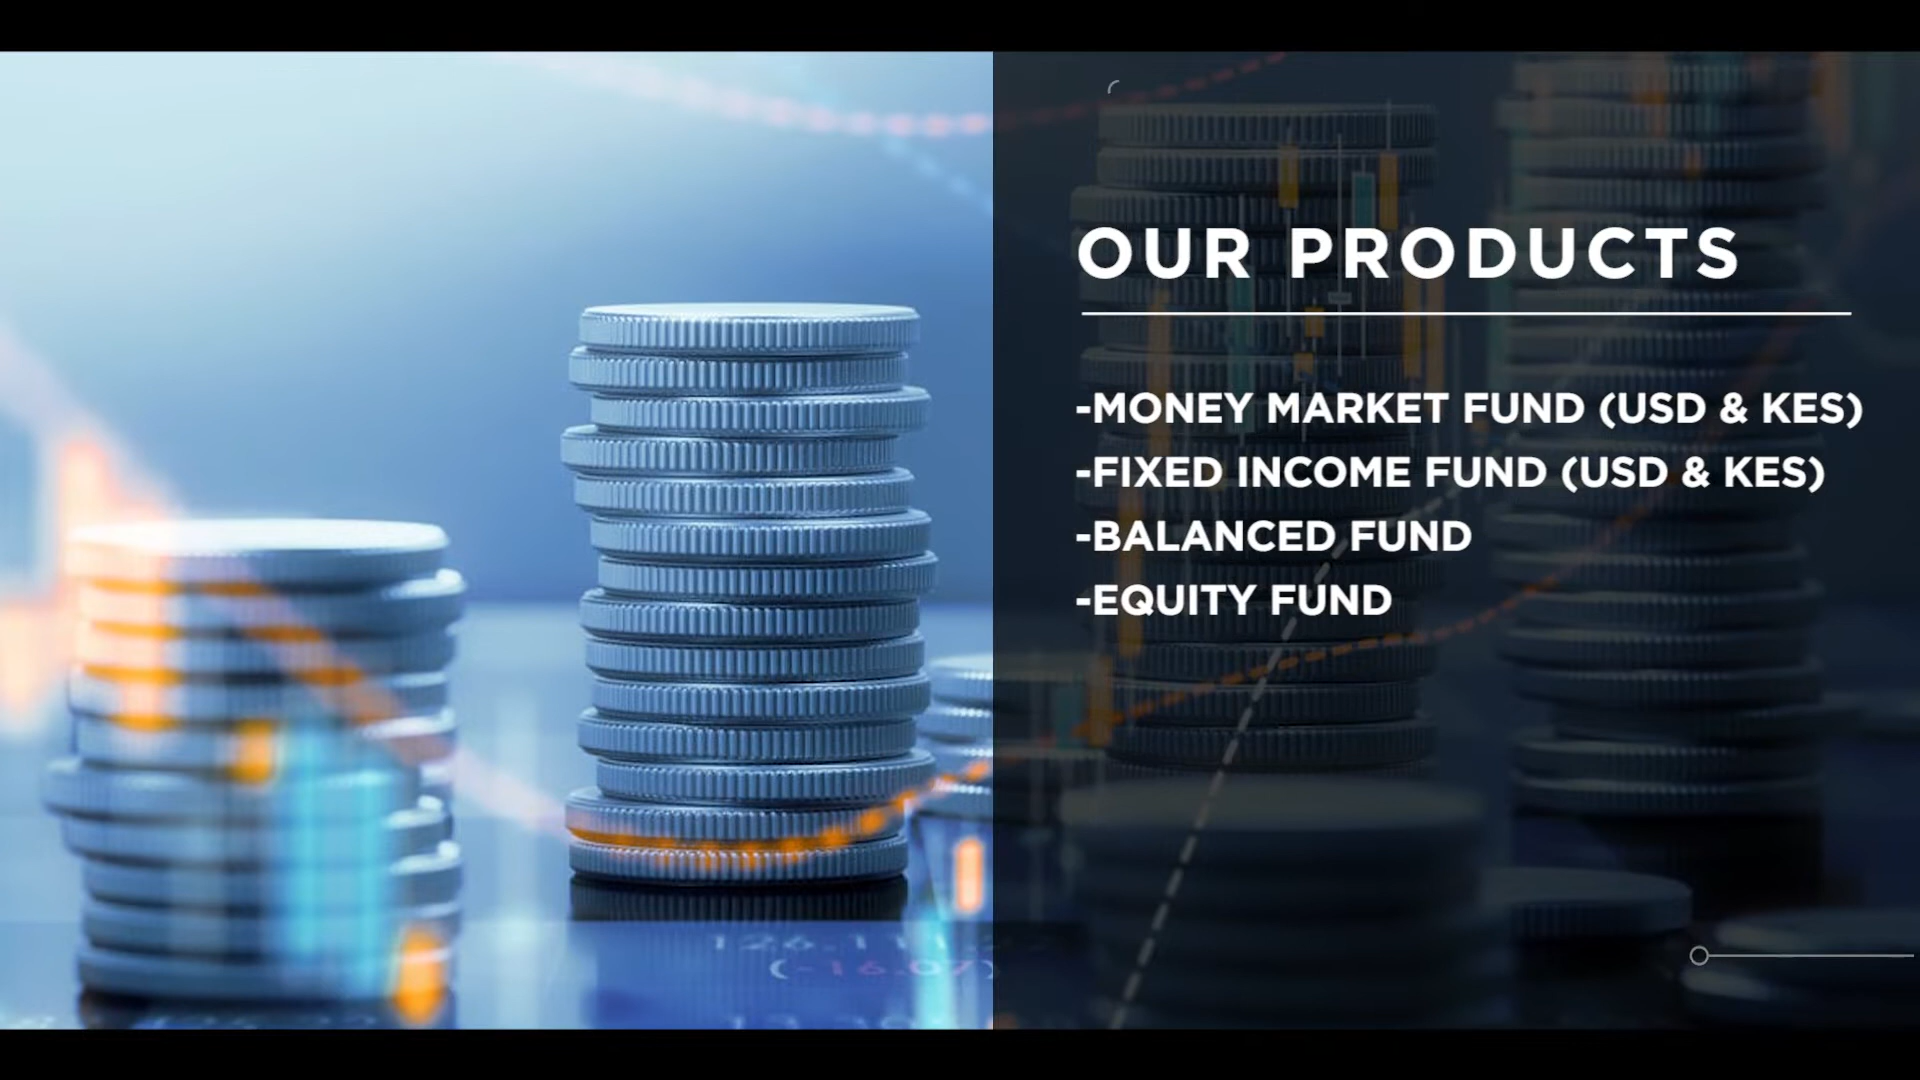 OUR PRODUCTS
-MONEY MARKET FUND (USD & KES)
-FIXED INCOME FUND (USD & KES)
-BALANCED FUND
-EQUITY FUND